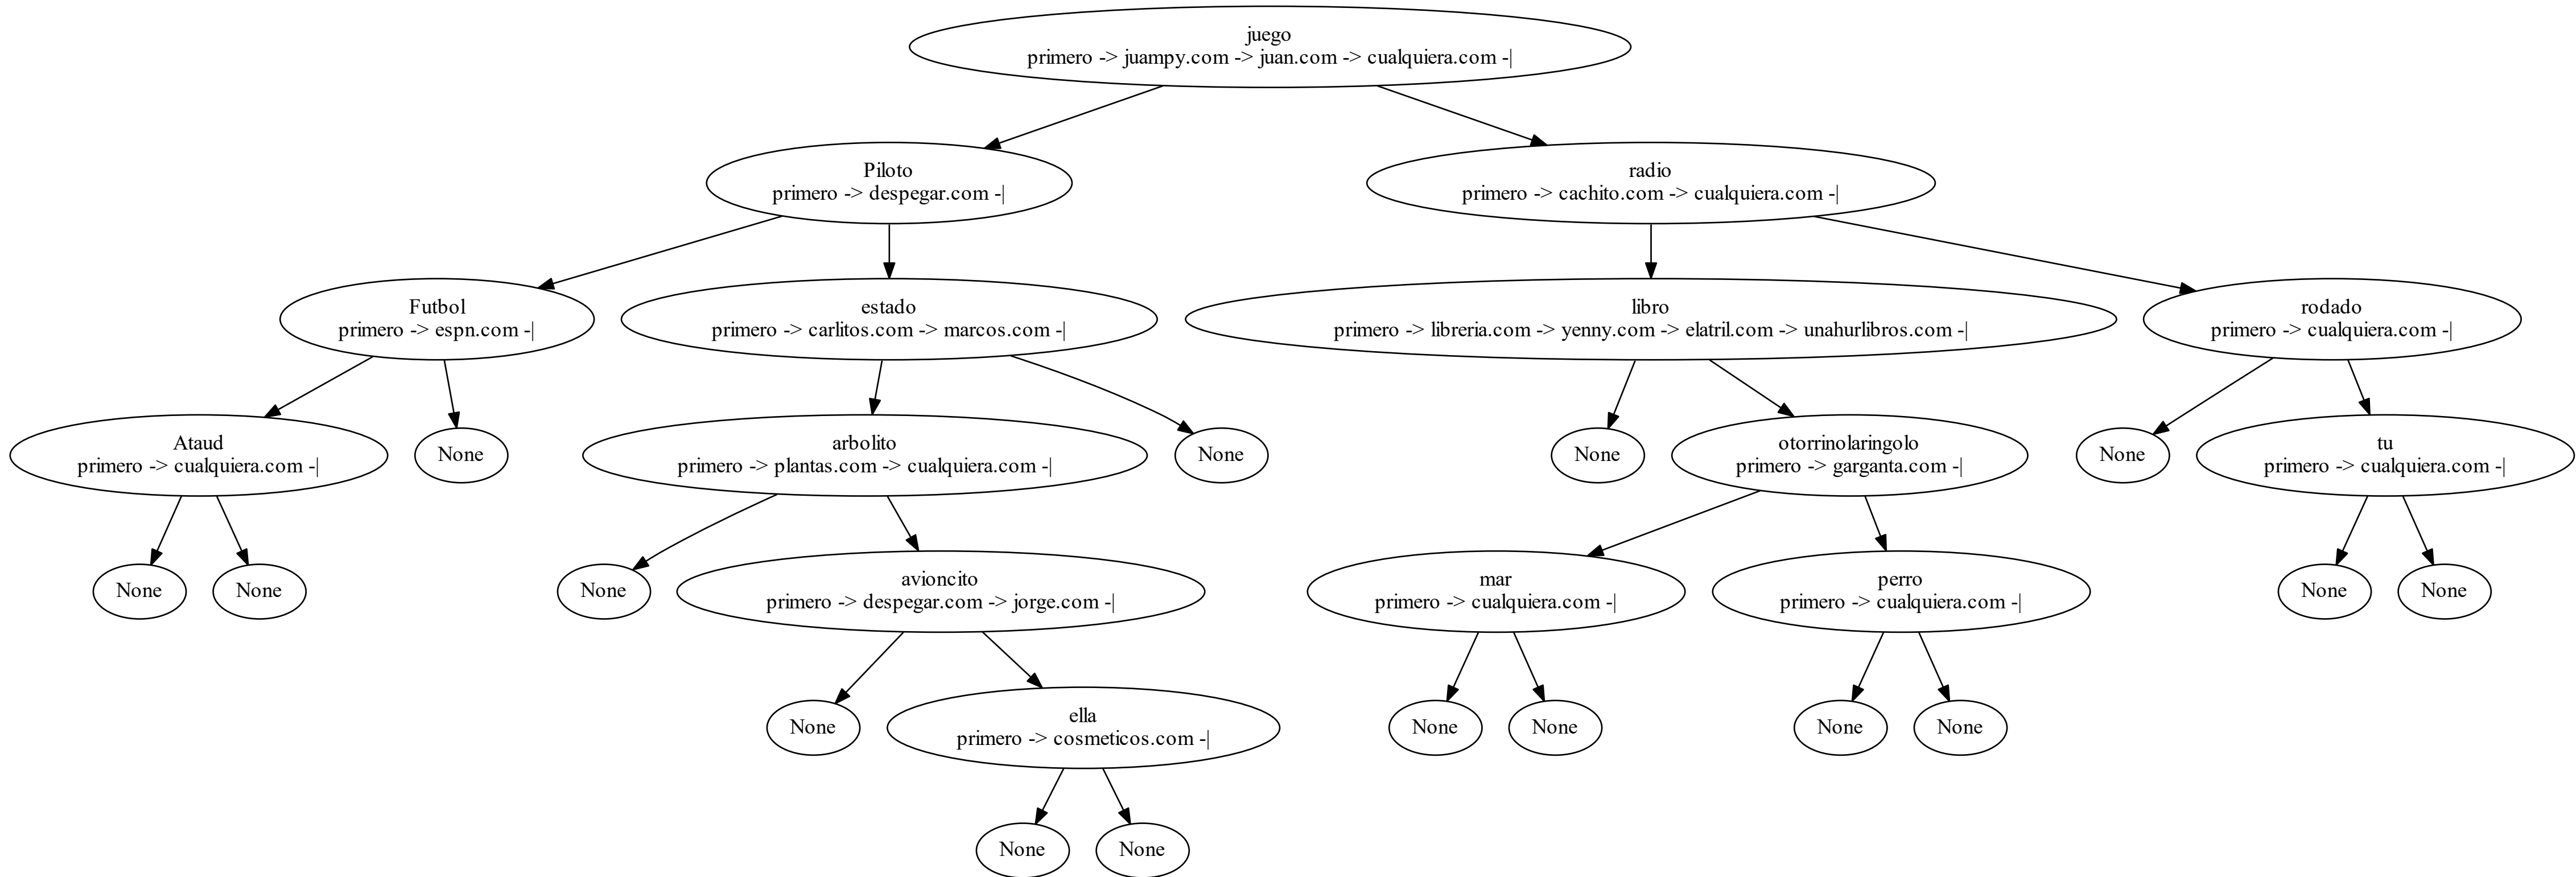 juego
primero -> juampy.com -> juan.com -> cualquiera.com -|
Piloto
primero -> despegar.com -|
radio
primero -> cachito.com -> cualquiera.com -|
Futbol
primero -> espn.com -|
estado
primero -> carlitos.com -> marcos.com -|
libro
primero -> libreria.com -> yenny.com -> elatril.com -> unahurlibros.com -|
rodado
primero -> cualquiera.com -|
Ataud
primero -> cualquiera.com -|
None
arbolito
primero -> plantas.com -> cualquiera.com -|
None
None
otorrinolaringolo
primero -> garganta.com -|
None
tu
primero -> cualquiera.com -|
None
None
None
avioncito
primero -> despegar.com -> jorge.com -|
mar
primero -> cualquiera.com -|
perro
primero -> cualquiera.com -|
None
None
None
ella
primero -> cosmeticos.com -|
None
None
None
None
None
None